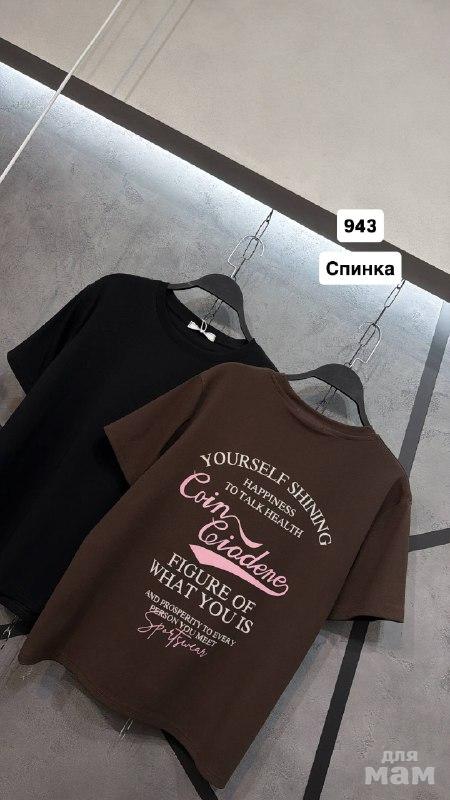 943
Спинка
YOURSELF SHINING
HAPPINESS
TO TALK HEALTH
Coin
Ciodene
FIGURE OF
WHAT YOU IS
AND PROSPERITY TO EVERY
PERSON YOU MEET
Sportswear
для
мам